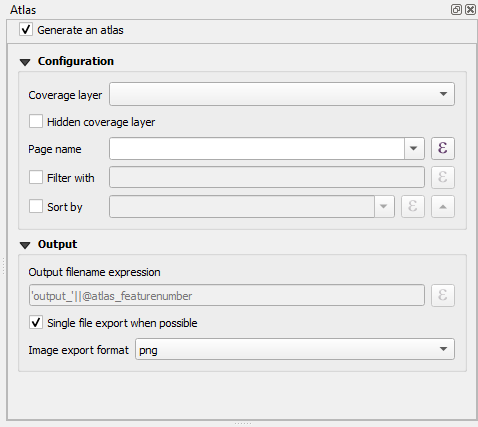 Atlas
Generate an atlas
Configuration
Coverage layer
Hidden coverage layer
Page name
ε
Filter with
ε
Sort by
ε
Output
Output filename expression
'output_'||@atlas_featurenumber
ε
Single file export when possible
Image export format png